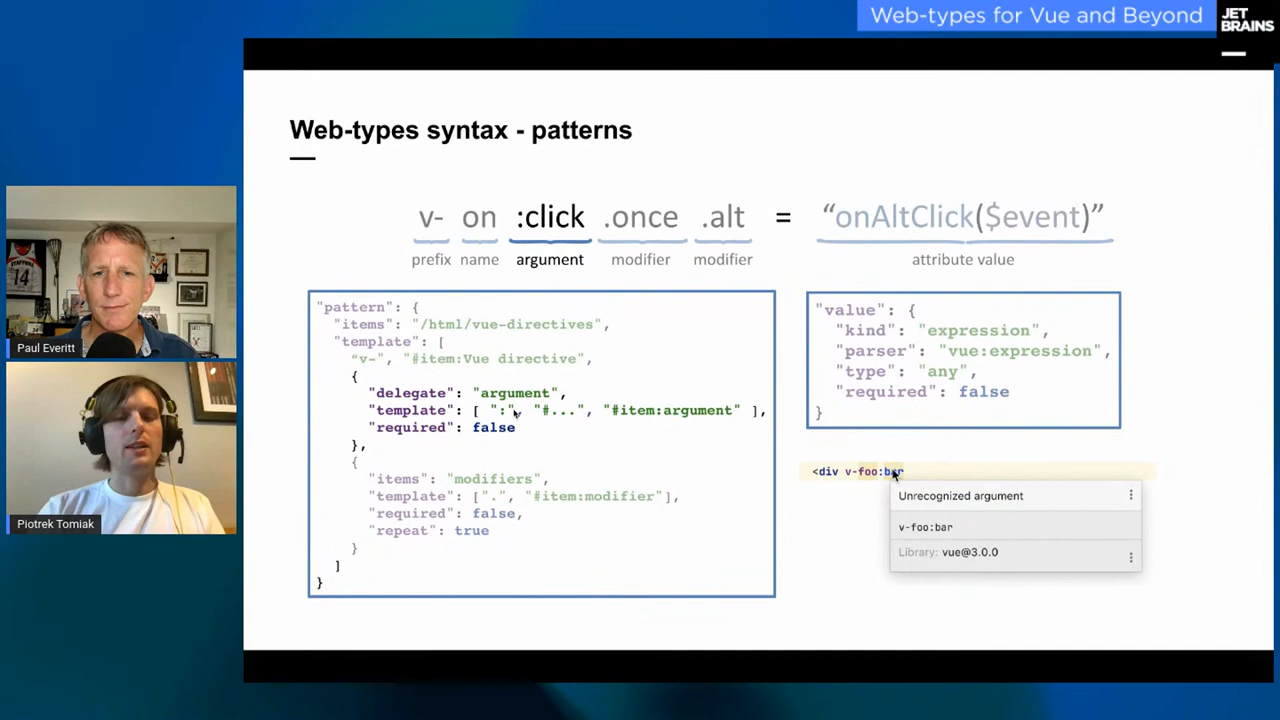 Web-types for Vue and Beyond
JET
BRAINS
Web-types syntax - patterns
v- on :click .once .alt = “onAltClick($event)”
prefix name argument modifier modifier attribute value
"pattern": {
"items": "/html/vue-directives",
"template": [
"v-", "#item:Vue directive",
{
"delegate": "argument",
"template": [ ":", "#...", "#item:argument" ],
"required": false
},
{
"items": "modifiers",
"template": [".", "#item:modifier"],
"required": false,
"repeat": true
}
]
}
"value": {
"kind": "expression",
"parser": "vue:expression",
"type": "any",
"required": false
}
<div v-foo:bar
Unrecognized argument
v-foo:bar
Library: vue@3.0.0
14
Paul Everitt
Piotrek Tomiak